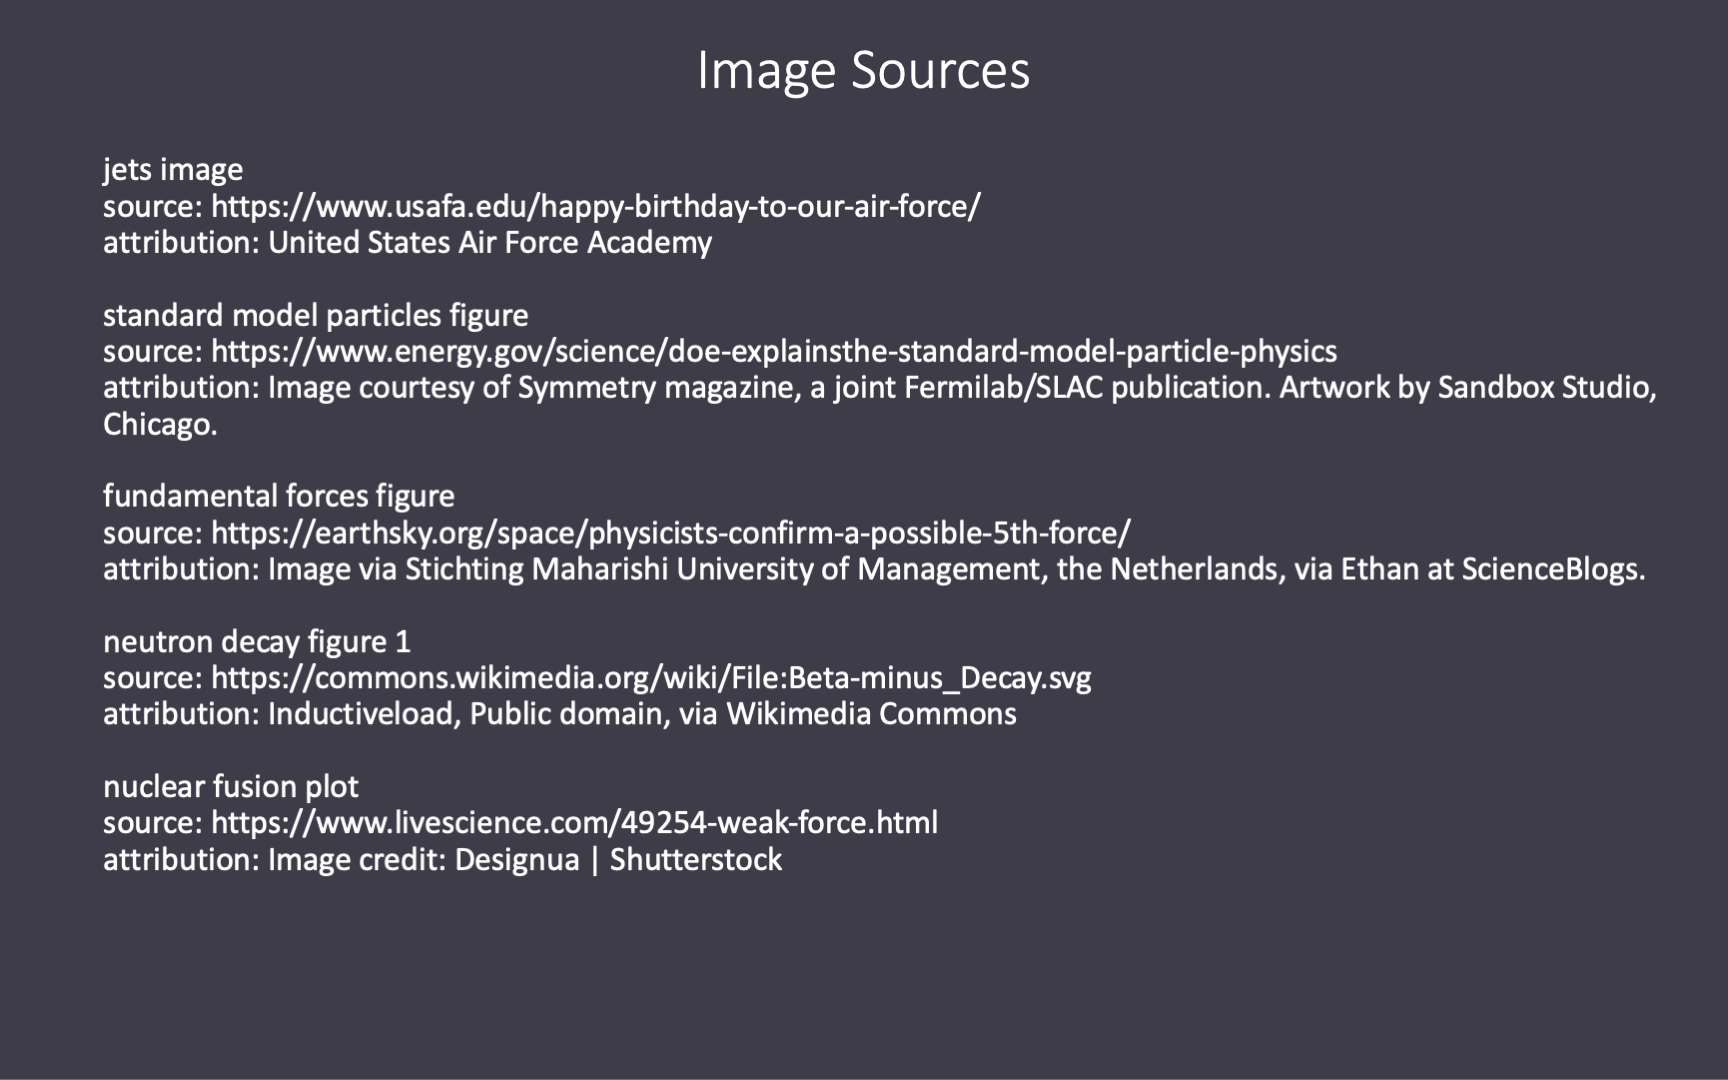 Image Sources
jets image
source: https://www.usafa.edu/happy-birthday-to-our-air-force/
attribution: United States Air Force Academy
standard model particles figure
source: https://www.energy.gov/science/doe-explainsthe-standard-model-particle-physics
attribution: Image courtesy of Symmetry magazine, a joint Fermilab/SLAC publication. Artwork by Sandbox Studio,
Chicago.
fundamental forces figure
source: https://earthsky.org/space/physicists-confirm-a-possible-5th-force/
attribution: Image via Stichting Maharishi University of Management, the Netherlands, via Ethan at ScienceBlogs.
neutron decay figure 1
source: https://commons.wikimedia.org/wiki/File:Beta-minus_Decay.svg
attribution: Inductiveload, Public domain, via Wikimedia Commons
nuclear fusion plot
source: https://www.livescience.com/49254-weak-force.html
attribution: Image credit: Designua | Shutterstock